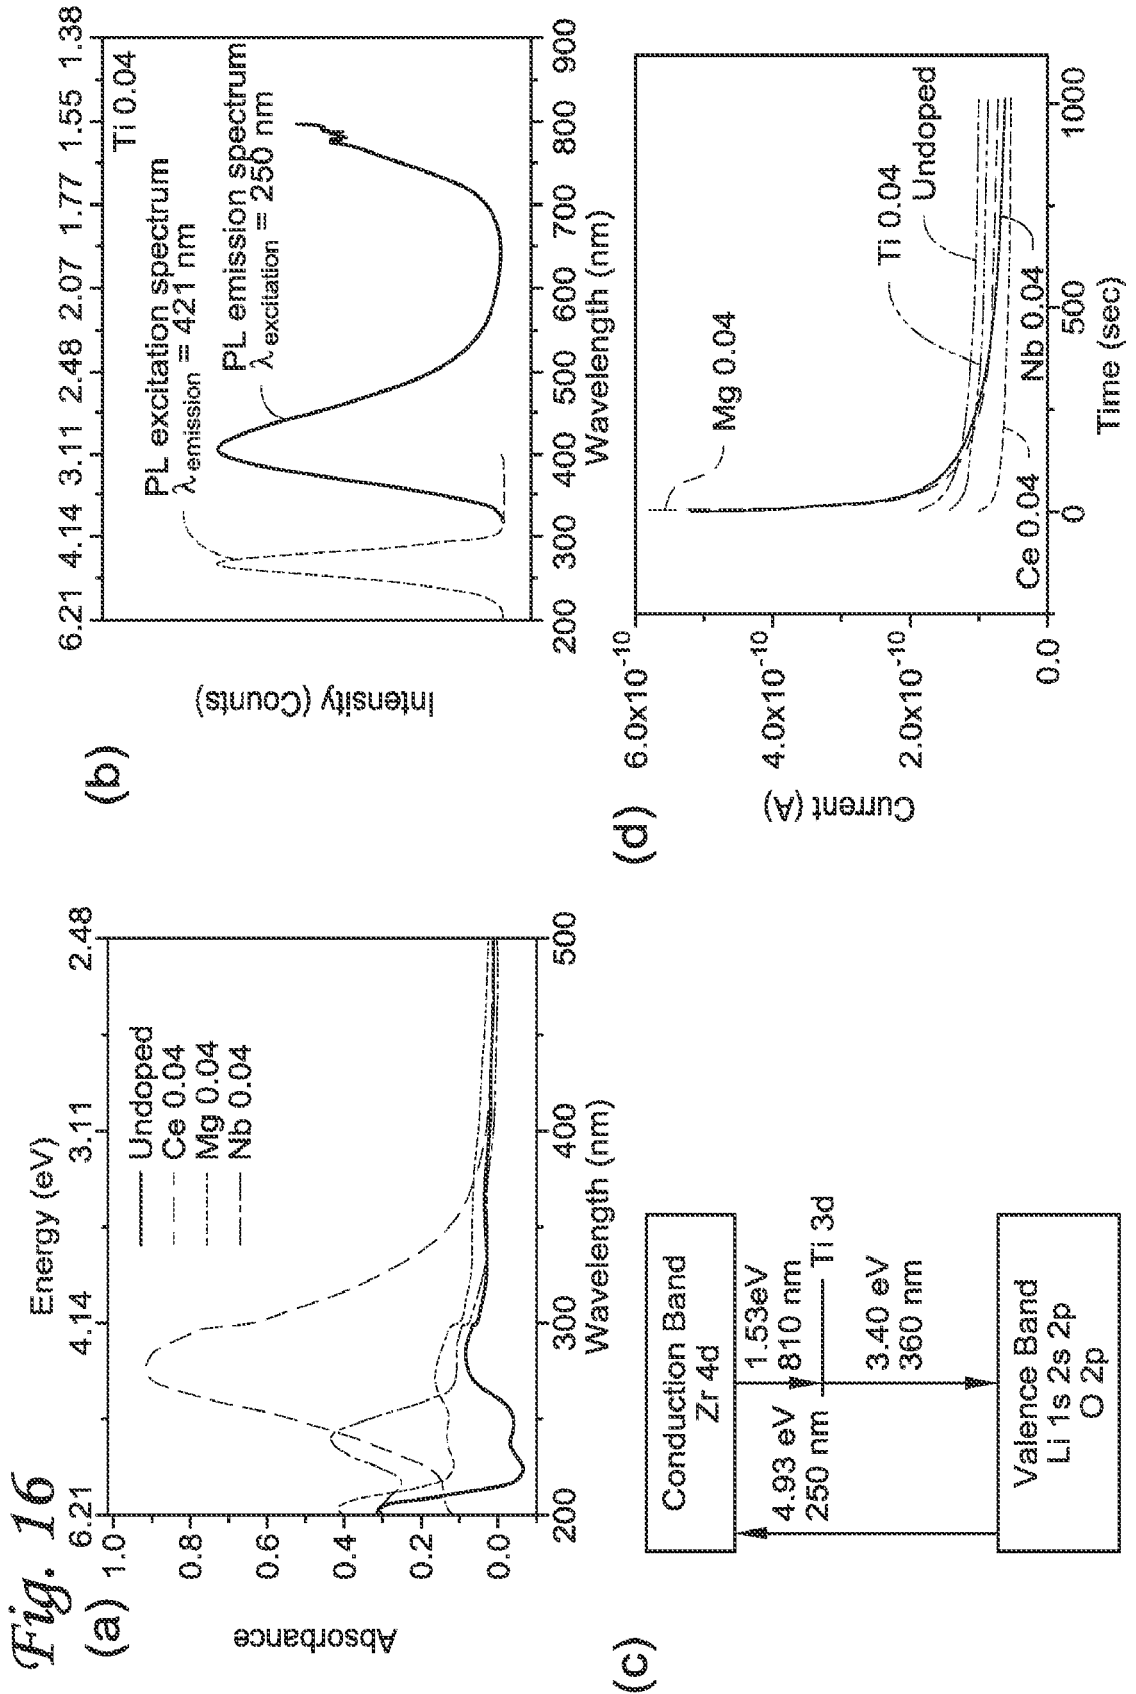 Fig. 16
(a)
Energy (eV)
6.21 4.14 3.11 2.48
Absorbance
1.0
0.8
0.6
0.4
0.2
0.0
Undoped
Ce 0.04
Mg 0.04
Nb 0.04
200 300 400 500
Wavelength (nm)
(b)
6.21 4.14 3.11 2.48 2.07 1.77 1.55 1.38
Intensity (Counts)
Ti 0.04
PL excitation spectrum
λemission = 421 nm
PL emission spectrum
λexcitation = 250 nm
200 300 400 500 600 700 800 900
Wavelength (nm)
(c)
Conduction Band
Zr 4d
4.93 eV
250 nm
1.53eV
810 nm
Ti 3d
3.40 eV
360 nm
Valence Band
Li 1s 2s 2p
O 2p
(d)
Current (A)
6.0x10-10
4.0x10-10
2.0x10-10
0.0
Mg 0.04
Ti 0.04
Undoped
Ce 0.04
Nb 0.04
0 500 1000
Time (sec)